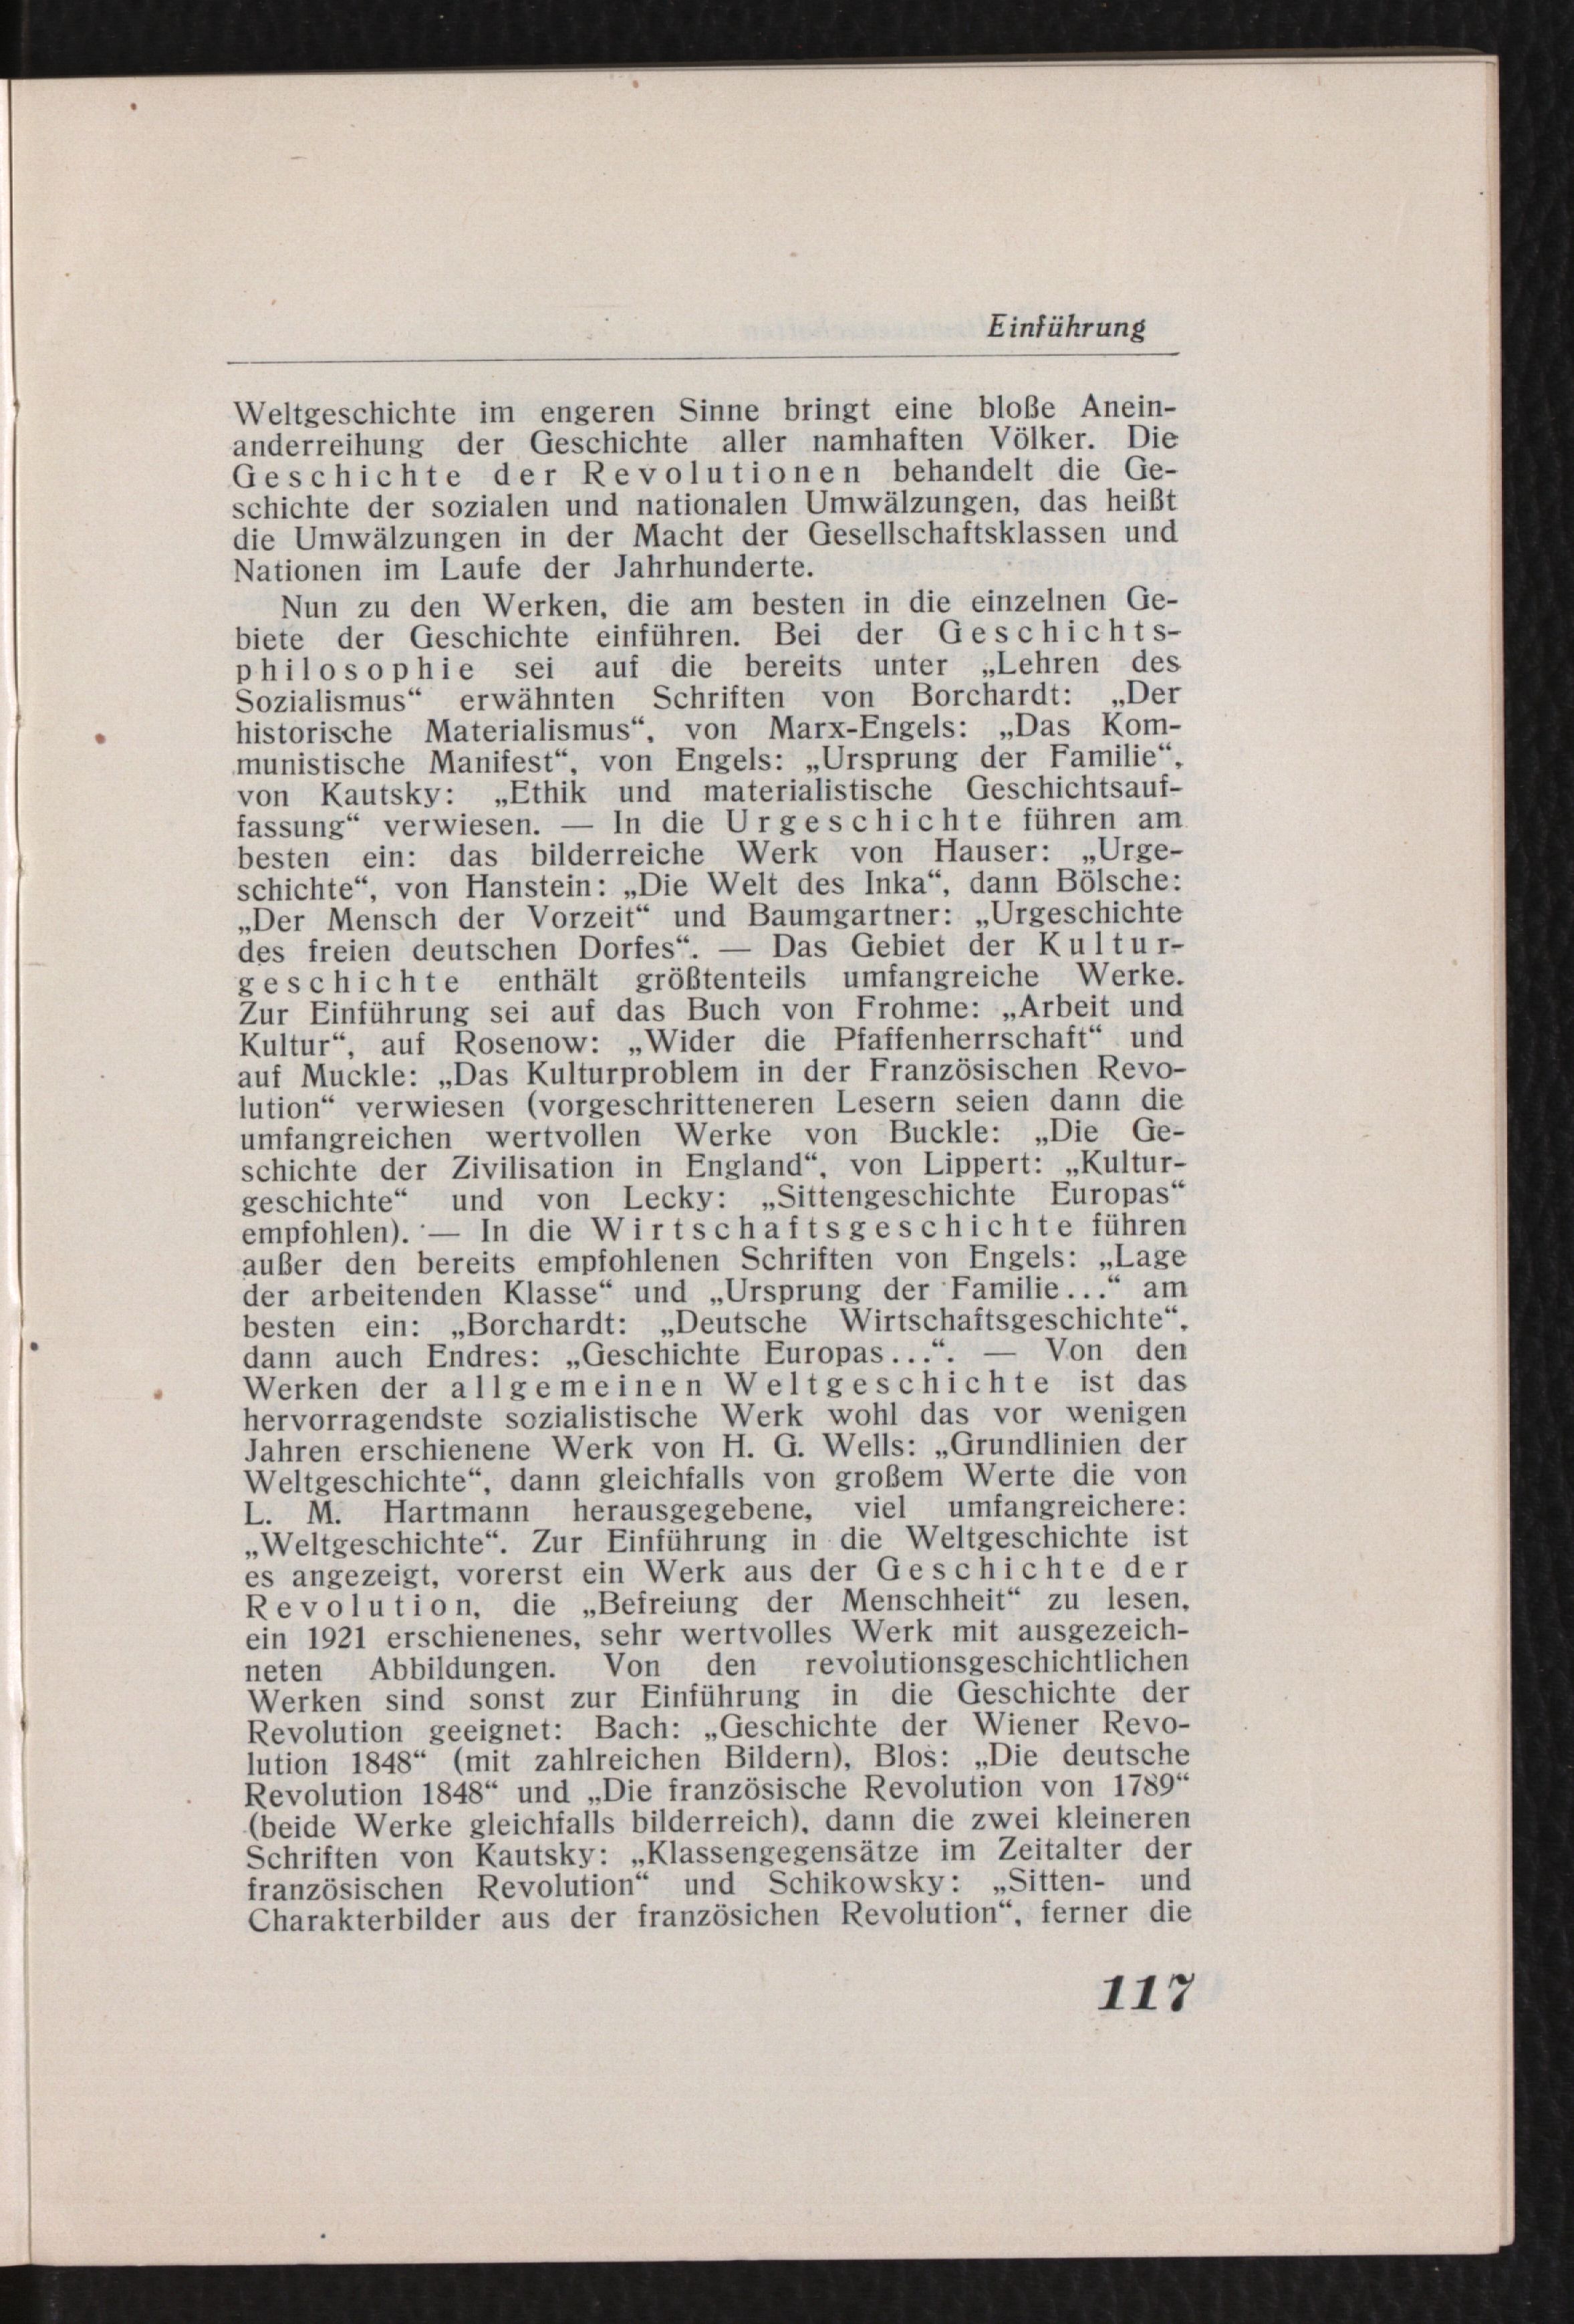 Einführung
Weltgeschichte im engeren Sinne bringt eine bloße Anein-
anderreihung der Geschichte aller namhaften Völker. Die
Geschichte der Revolutionen behandelt die Ge-
schichte der sozialen und nationalen Umwälzungen, das heißt
die Umwälzungen in der Macht der Gesellschaftsklassen und
Nationen im Laufe der Jahrhunderte.
Nun zu den Werken, die am besten in die einzelnen Ge-
biete der Geschichte einführen. Bei der Geschichts-
philosophie sei auf die bereits unter „Lehren des
Sozialismus“ erwähnten Schriften von Borchardt: „Der
historische Materialismus“, von Marx-Engels: „Das Kom-
munistische Manifest“, von Engels: „Ursprung der Familie“,
von Kautsky: „Ethik und materialistische Geschichtsauf-
fassung“ verwiesen. — In die Urgeschichte führen am
besten ein: das bilderreiche Werk von Hauser: „Urge-
schichte“, von Hanstein: „Die Welt des Inka“, dann Bölsche:
„Der Mensch der Vorzeit“ und Baumgartner: „Urgeschichte
des freien deutschen Dorfes“. — Das Gebiet der Kultur-
geschichte enthält größtenteils umfangreiche Werke.
Zur Einführung sei auf das Buch von Frohme: „Arbeit und
Kultur“, auf Rosenow: „Wider die Pfaffenherrschaft“ und
auf Muckle: „Das Kulturproblem in der Französischen Revo-
lution“ verwiesen (vorgeschritteneren Lesern seien dann die
umfangreichen wertvollen Werke von Buckle: „Die Ge-
schichte der Zivilisation in England“, von Lippert: „Kultur-
geschichte“ und von Lecky: „Sittengeschichte Europas“
empfohlen). — In die Wirtschaftsgeschichte führen
außer den bereits empfohlenen Schriften von Engels: „Lage
der arbeitenden Klasse“ und „Ursprung der Familie...“ am
besten ein: „Borchardt: „Deutsche Wirtschaftsgeschichte“,
dann auch Endres: „Geschichte Europas...“. — Von den
Werken der allgemeinen Weltgeschichte ist das
hervorragendste sozialistische Werk wohl das vor wenigen
Jahren erschienene Werk von H. G. Wells: „Grundlinien der
Weltgeschichte“, dann gleichfalls von großem Werte die von
L. M. Hartmann herausgegebene, viel umfangreichere:
„Weltgeschichte“. Zur Einführung in die Weltgeschichte ist
es angezeigt, vorerst ein Werk aus der Geschichte der
Revolution, die „Befreiung der Menschheit“ zu lesen,
ein 1921 erschienenes, sehr wertvolles Werk mit ausgezeich-
neten Abbildungen. Von den revolutionsgeschichtlichen
Werken sind sonst zur Einführung in die Geschichte der
Revolution geeignet: Bach: „Geschichte der Wiener Revo-
lution 1848“ (mit zahlreichen Bildern), Blos: „Die deutsche
Revolution 1848“ und „Die französische Revolution von 1789“
(beide Werke gleichfalls bilderreich), dann die zwei kleineren
Schriften von Kautsky: „Klassengegensätze im Zeitalter der
französischen Revolution“ und Schikowsky: „Sitten- und
Charakterbilder aus der französichen Revolution“, ferner die
117